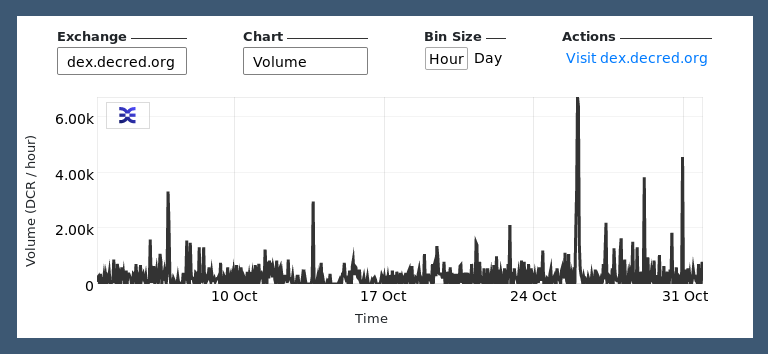 Exchange Chart Bin Size Actions
dex.decred.org Volume Hour Day Visit dex.decred.org
6.00k
4.00k
2.00k
0
Volume (DCR / hour)
10 Oct 17 Oct 24 Oct 31 Oct
Time